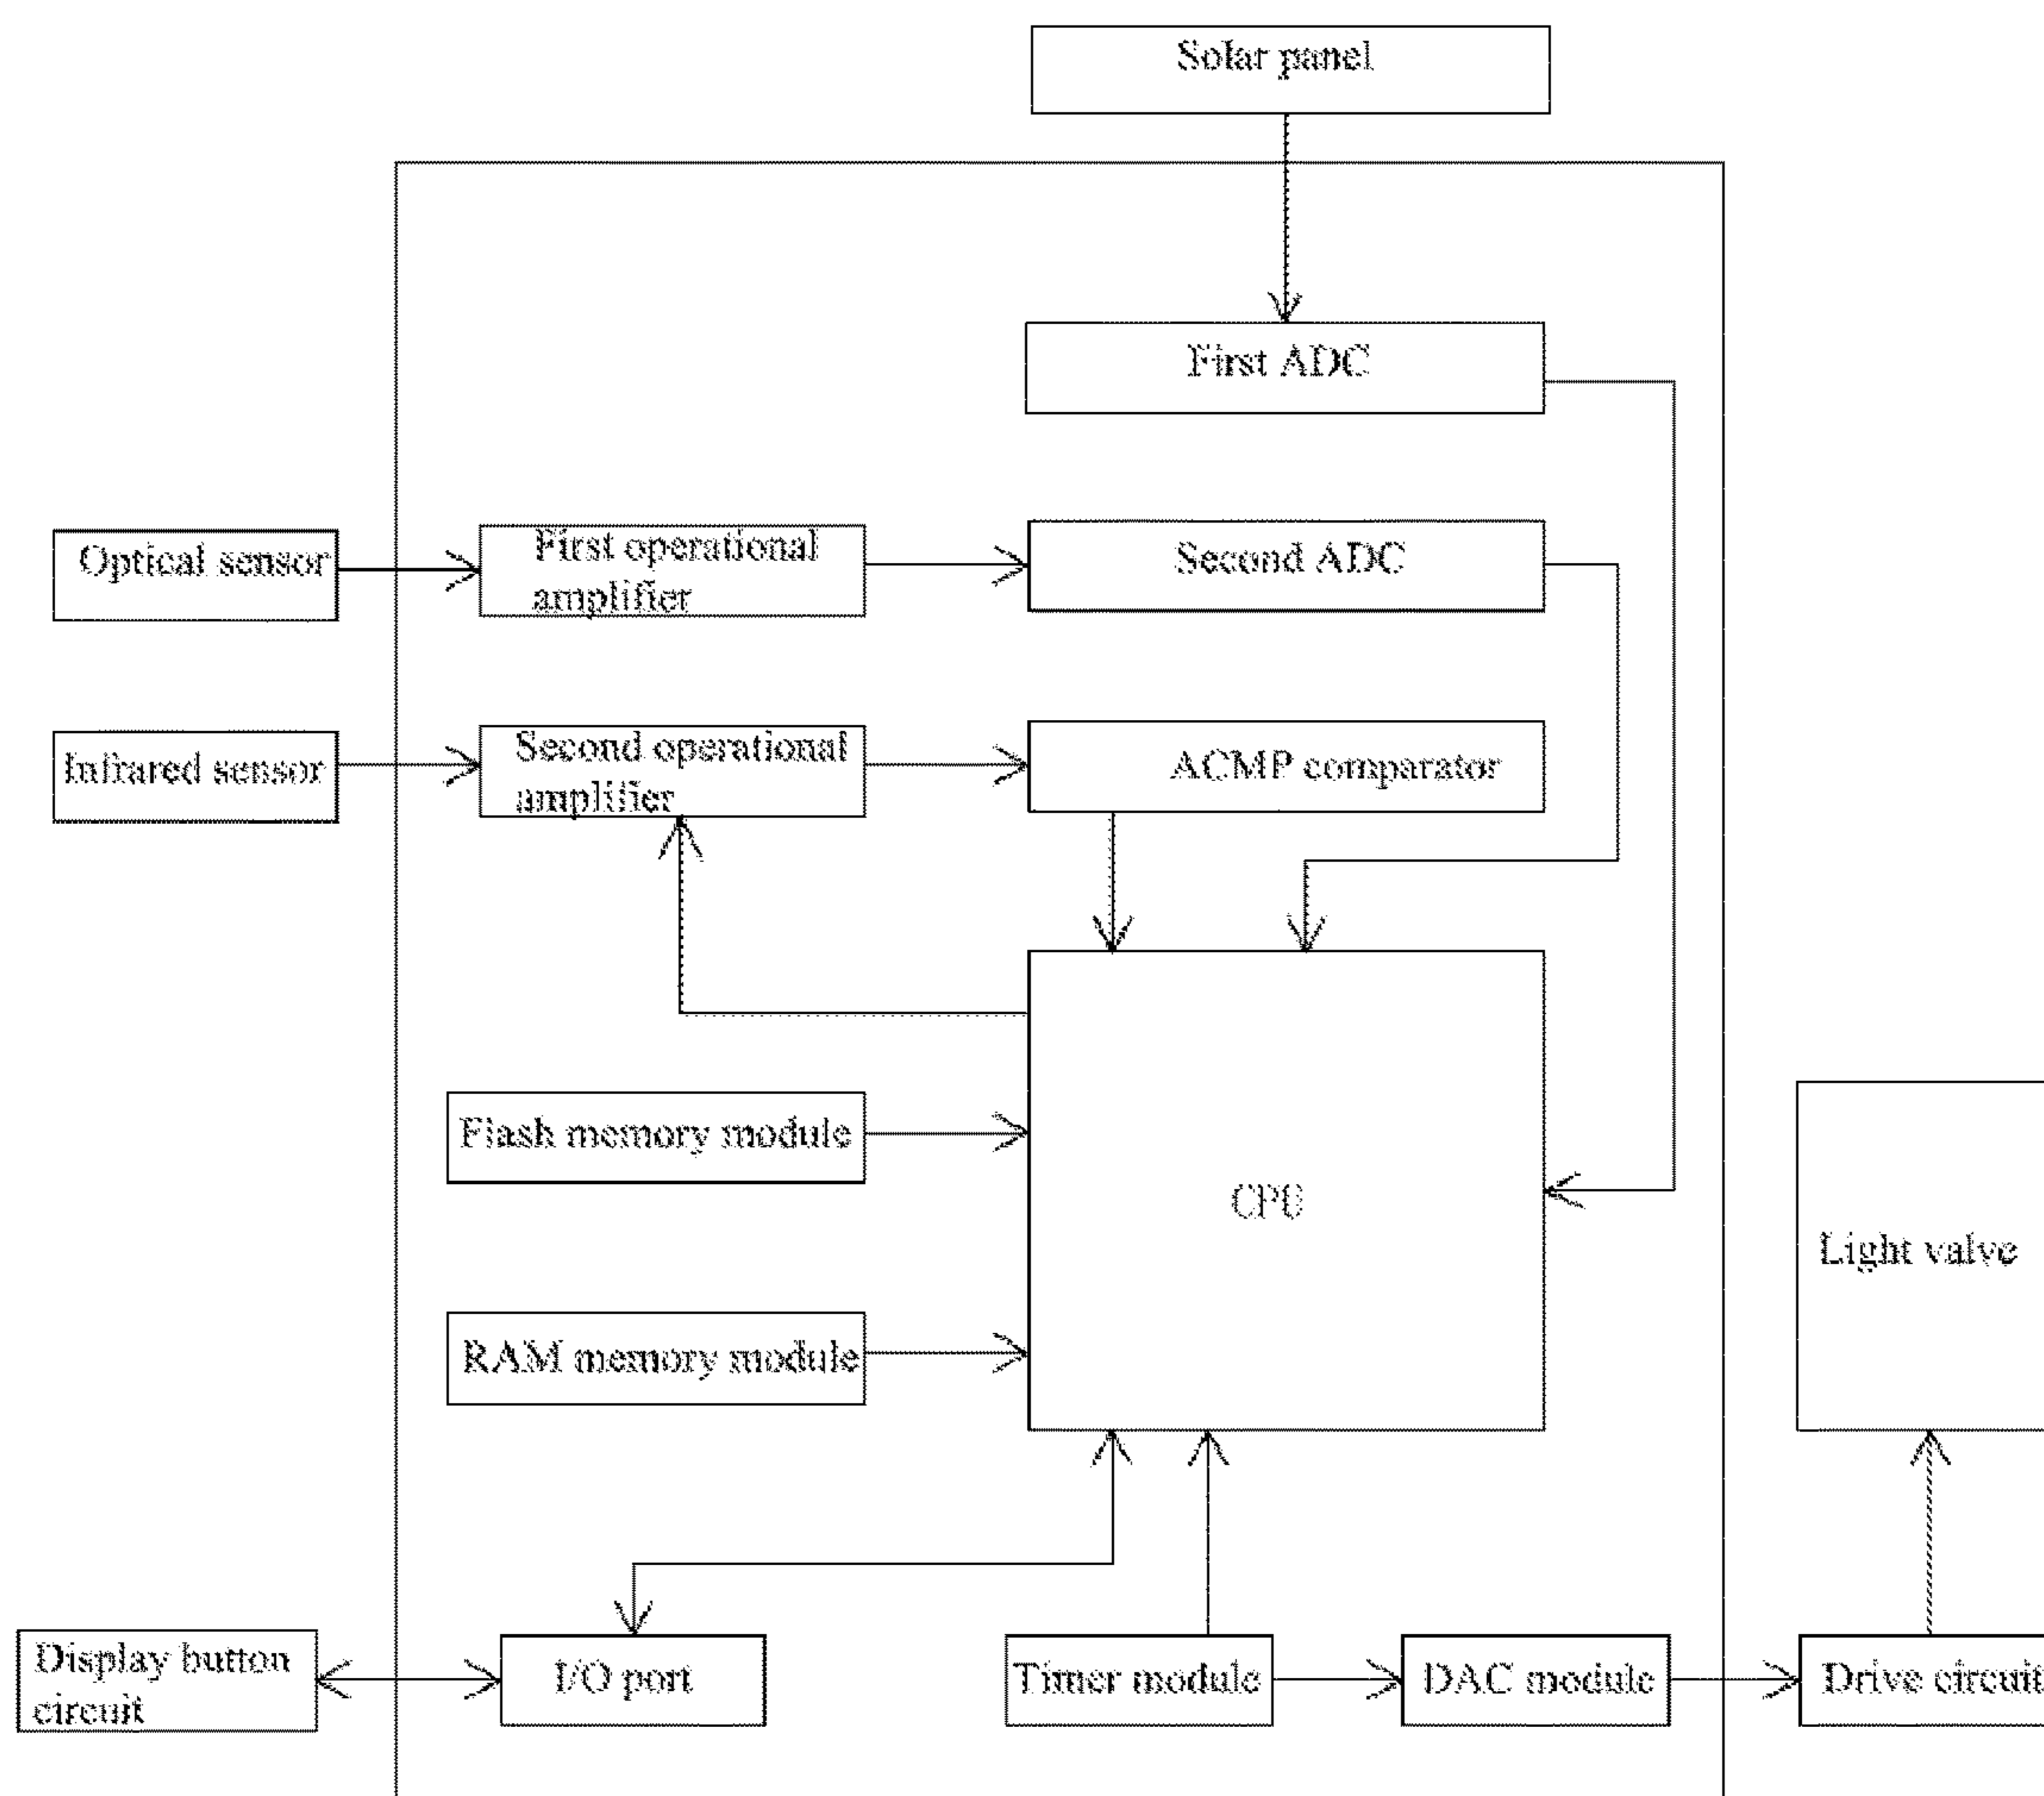 Solar panel
First ADC
Optical sensor
First operational
amplifier
Second ADC
Infrared sensor
Second operational
amplifier
ACMP comparator
Flash memory module
CPU
Light valve
RAM memory module
Display button
circuit
I/O port
Timer module
DAC module
Drive circuit